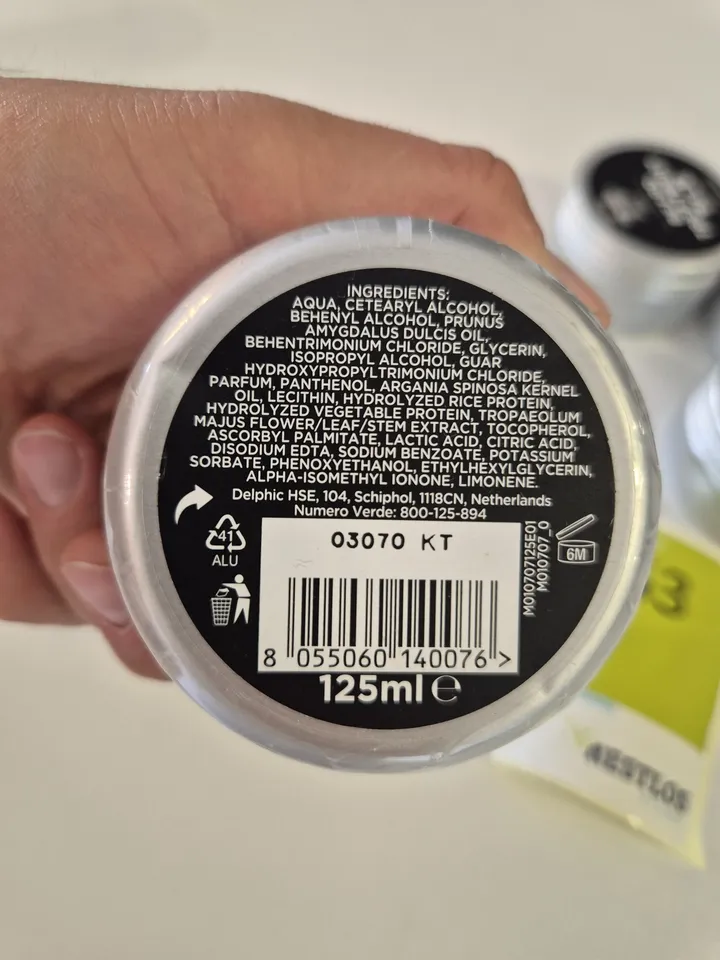 INGREDIENTS:
AQUA, CETEARYL ALCOHOL,
BEHENYL ALCOHOL, PRUNUS
AMYGDALUS DULCIS OIL,
BEHENTRIMONIUM CHLORIDE, GLYCERIN,
ISOPROPYL ALCOHOL, GUAR
HYDROXYPROPYLTRIMONIUM CHLORIDE,
PARFUM, PANTHENOL, ARGANIA SPINOSA KERNEL
OIL, LECITHIN, HYDROLYZED RICE PROTEIN,
HYDROLYZED VEGETABLE PROTEIN, TROPAEOLUM
MAJUS FLOWER/LEAF/STEM EXTRACT, TOCOPHEROL,
ASCORBYL PALMITATE, LACTIC ACID, CITRIC ACID,
DISODIUM EDTA, SODIUM BENZOATE, POTASSIUM
SORBATE, PHENOXYETHANOL, ETHYLHEXYLGLYCERIN,
ALPHA-ISOMETHYL IONONE, LIMONENE.
Delphic HSE, 104, Schiphol, 1118CN, Netherlands
Numero Verde: 800-125-894
41
ALU
03070 KT
M010707125E01
M010707_0
6M
8 055060 140076 >
125ml e